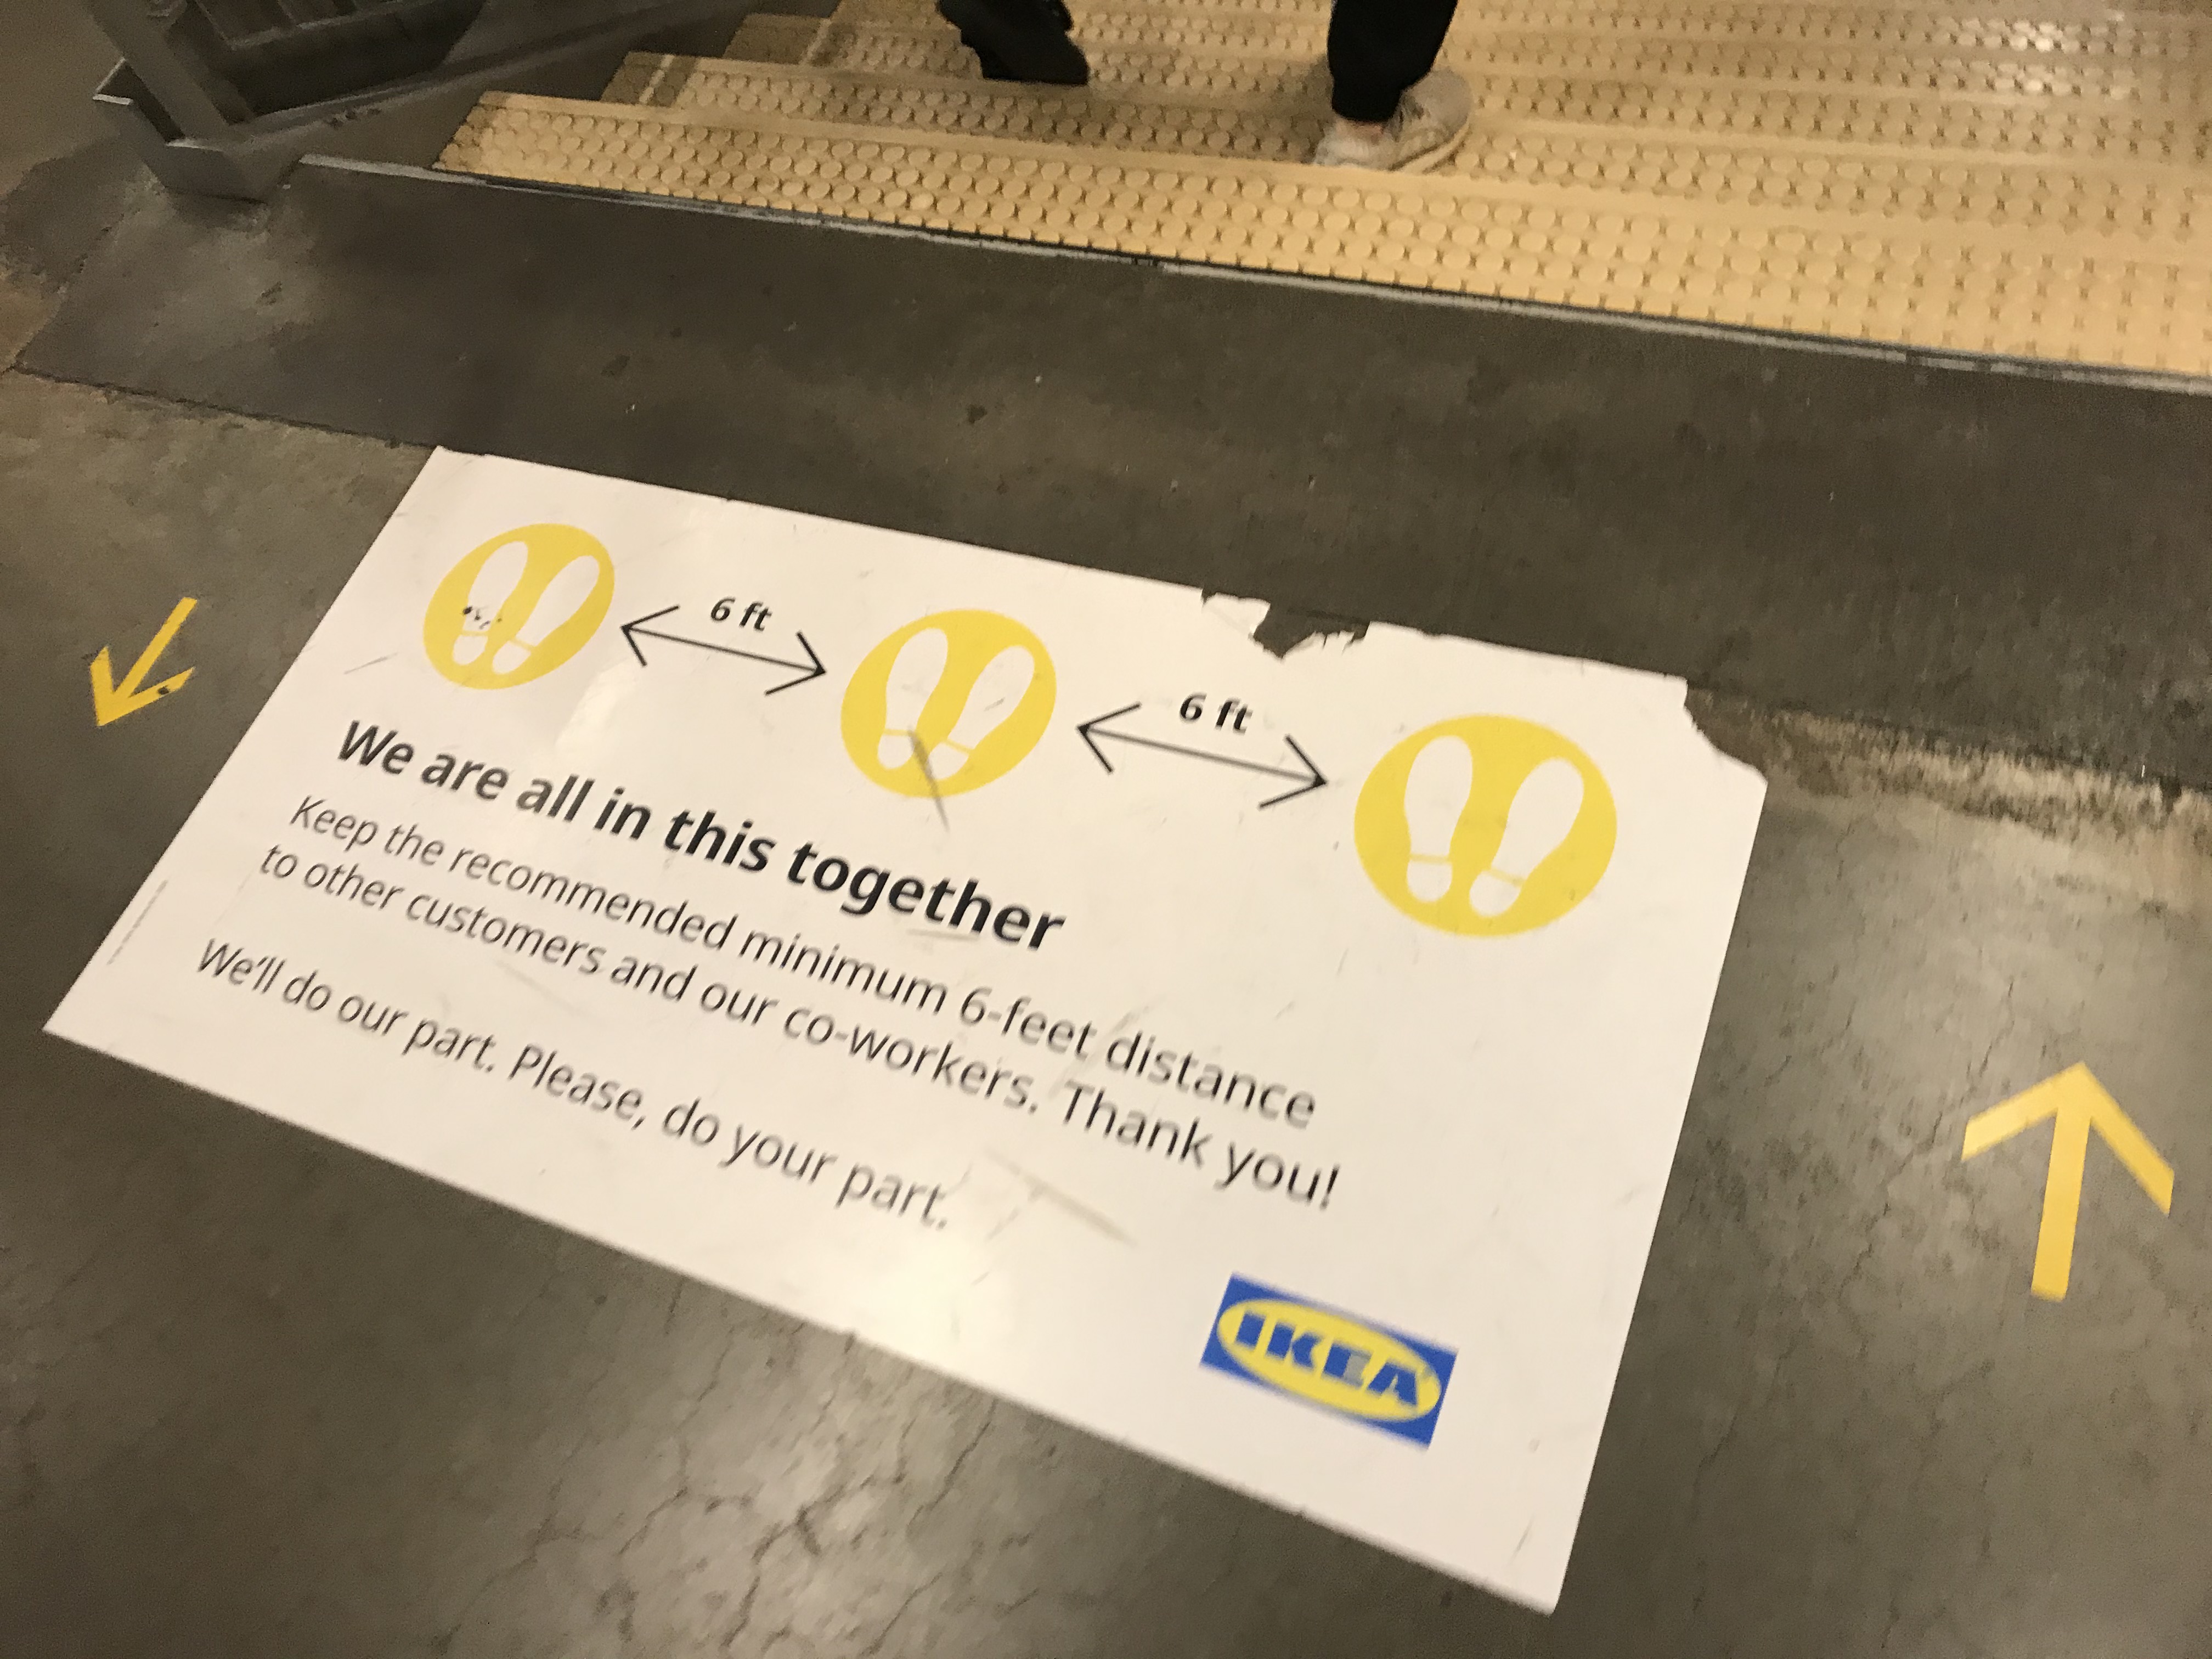 6 ft
6 ft
We are all in this together
Keep the recommended minimum 6-feet distance
to other customers and our co-workers. Thank you!
We'll do our part. Please, do your part.
IKEA